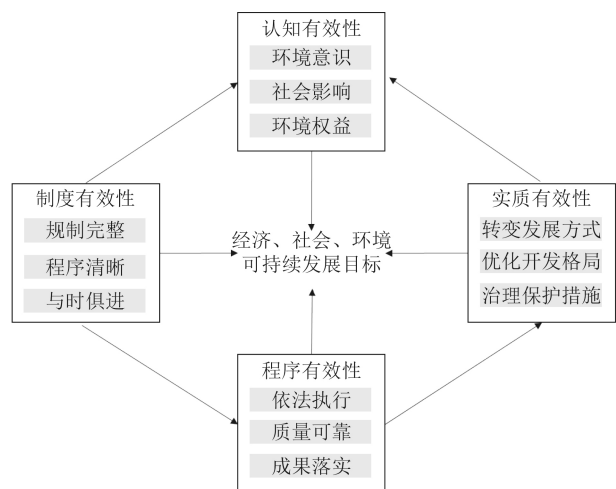 认知有效性
环境意识
社会影响
环境权益
制度有效性
规制完整
程序清晰
与时俱进
经济、社会、环境
可持续发展目标
实质有效性
转变发展方式
优化开发格局
治理保护措施
程序有效性
依法执行
质量可靠
成果落实